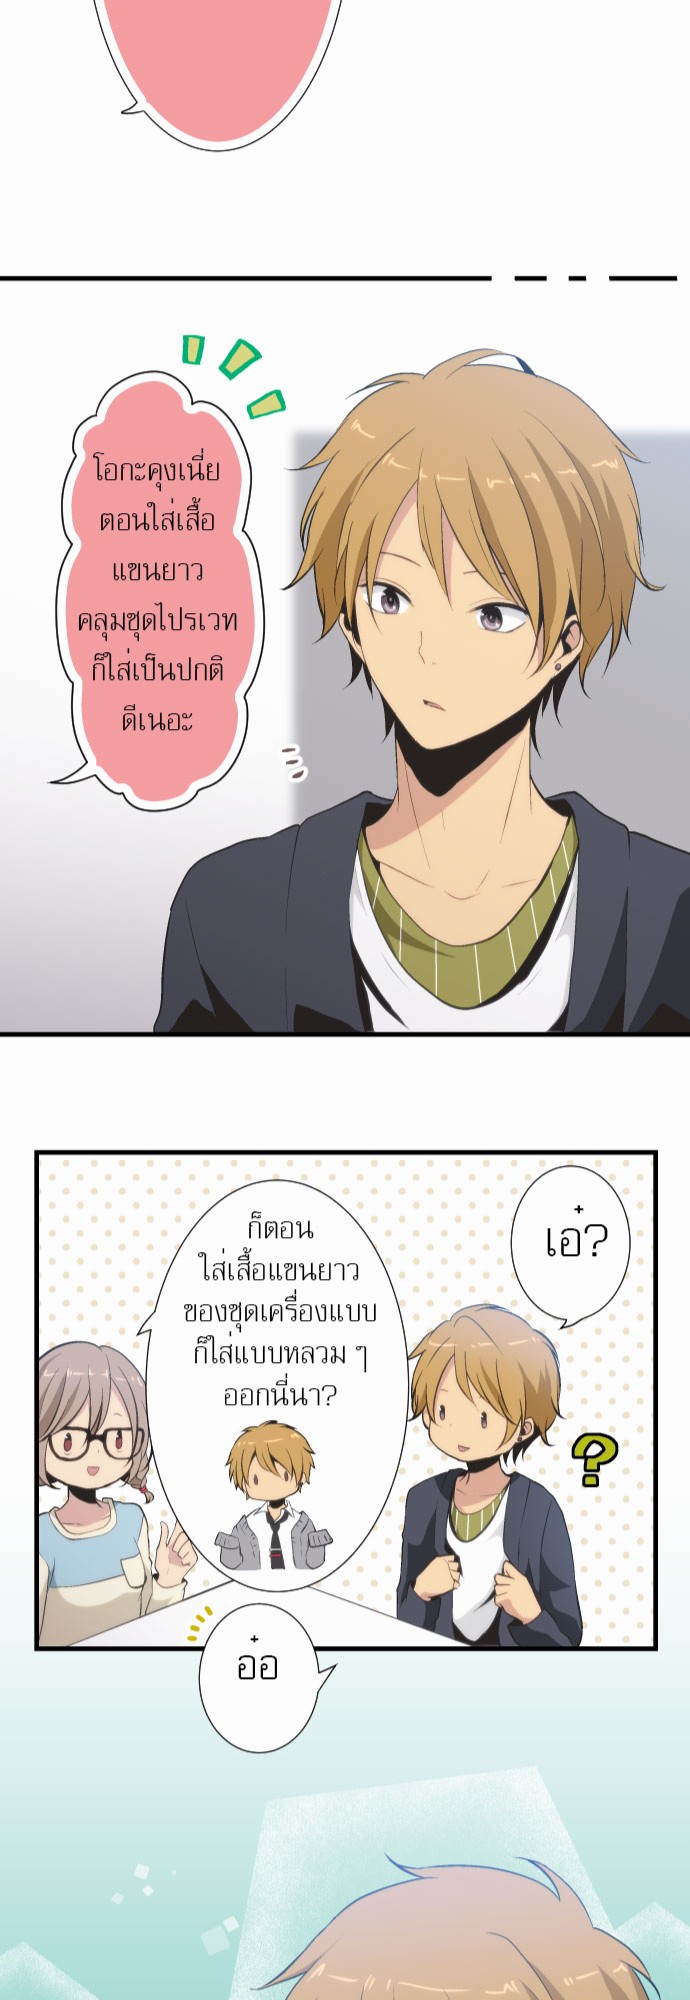 โอกะคุงเนี่ย
ตอนใส่เสื้อ
แขนยาว
คลุมชุดไปรเวท
ก็ใส่เป็นปกติ
ดีเนอะ
เอ๋?
ก็ตอน
ใส่เสื้อแขนยาว
ของชุดเครื่องแบบ
ก็ใส่แบบหลวม ๆ
ออกนี่นา?
?
อ๋อ